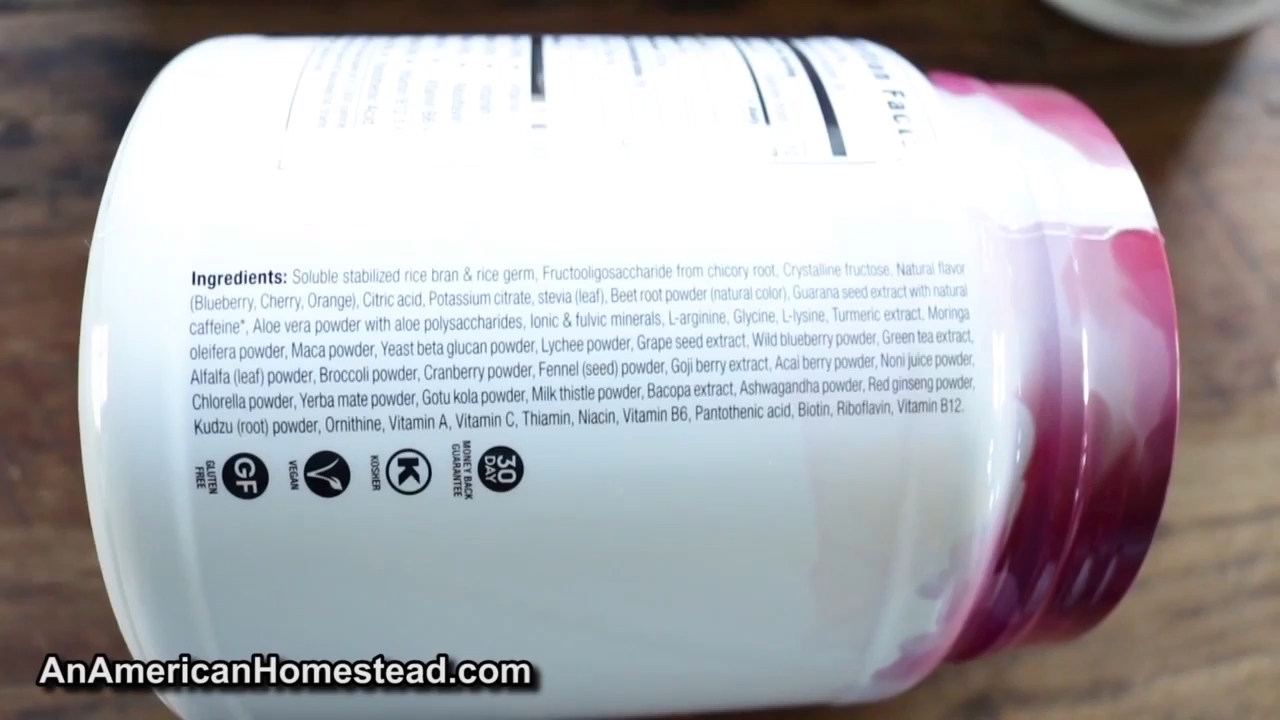 Ingredients: Soluble stabilized rice bran & rice germ, Fructooligosaccharide from chicory root, Crystalline fructose, Natural flavor
(Blueberry, Cherry, Orange), Citric acid, Potassium citrate, stevia (leaf), Beet root powder (natural color), Guarana seed extract with natural
caffeine*, Aloe vera powder with aloe polysaccharides, Ionic & fulvic minerals, L-arginine, Glycine, L-lysine, Turmeric extract, Moringa
oleifera powder, Maca powder, Yeast beta glucan powder, Lychee powder, Grape seed extract, Wild blueberry powder, Green tea extract,
Alfalfa (leaf) powder, Broccoli powder, Cranberry powder, Fennel (seed) powder, Goji berry extract, Acai berry powder, Noni juice powder,
Chlorella powder, Yerba mate powder, Gotu kola powder, Milk thistle powder, Bacopa extract, Ashwagandha powder, Red ginseng powder,
Kudzu (root) powder, Ornithine, Vitamin A, Vitamin C, Thiamin, Niacin, Vitamin B6, Pantothenic acid, Biotin, Riboflavin, Vitamin B12.
GF
GLUTEN
FREE
V
VEGAN
K
KOSHER
30
DAY
MONEY BACK
GUARANTEE
AnAmericanHomestead.com